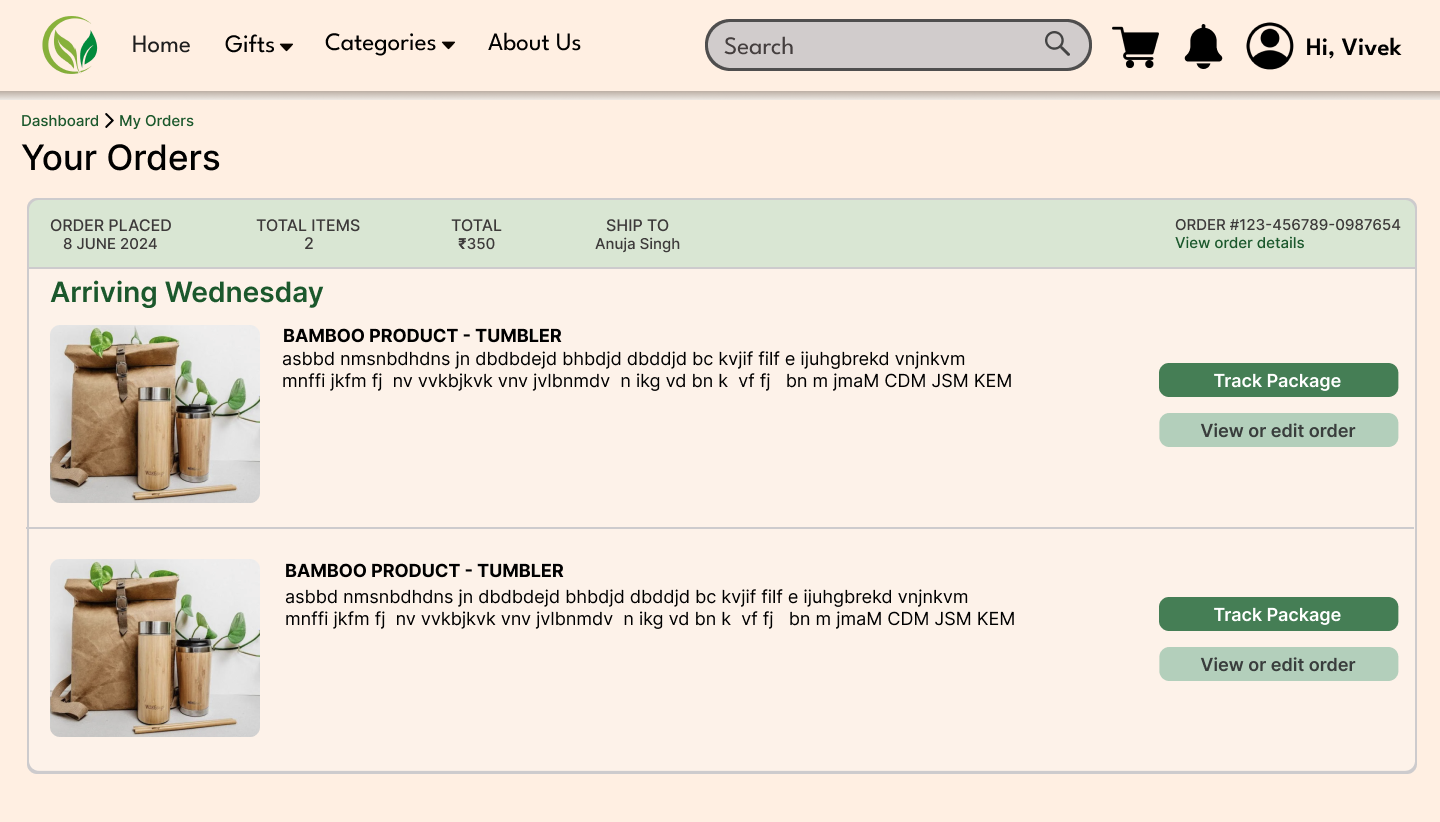 Home Gifts Categories About Us Search Hi, Vivek
Dashboard My Orders
Your Orders
ORDER PLACED TOTAL ITEMS TOTAL SHIP TO ORDER #123-456789-0987654
8 JUNE 2024 2 ₹350 Anuja Singh View order details
Arriving Wednesday
BAMBOO PRODUCT - TUMBLER
asbbd nmsnbdhdns jn dbdbdejd bhbdjd dbddjd bc kvjif filf e ijuhgbrekd vnjnkvm
mnffi jkfm fj  nv vvkbjkvk vnv jvlbnmdv  n ikg vd bn k  vf fj   bn m jmaM CDM JSM KEM
Track Package
View or edit order
BAMBOO PRODUCT - TUMBLER
asbbd nmsnbdhdns jn dbdbdejd bhbdjd dbddjd bc kvjif filf e ijuhgbrekd vnjnkvm
mnffi jkfm fj  nv vvkbjkvk vnv jvlbnmdv  n ikg vd bn k  vf fj   bn m jmaM CDM JSM KEM
Track Package
View or edit order